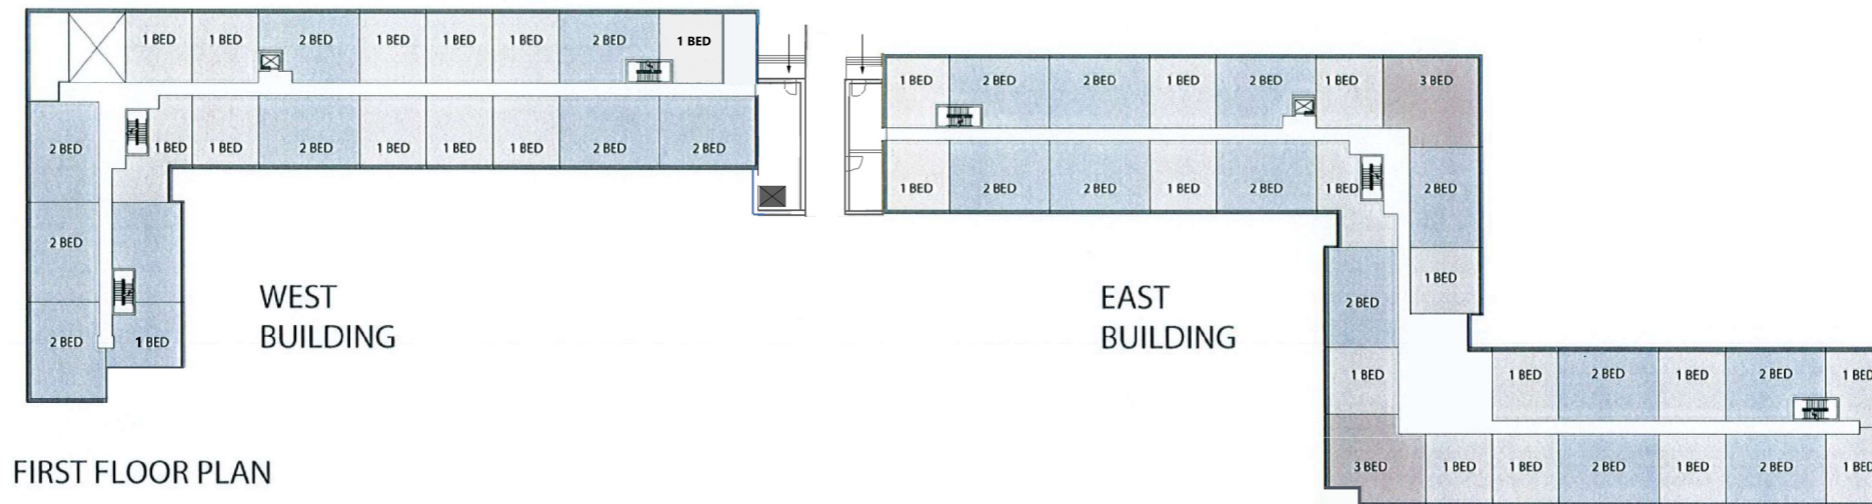 1 BED 1 BED 2 BED 1 BED 1 BED 1 BED 2 BED 1 BED
2 BED 1 BED 1 BED 2 BED 1 BED 1 BED 1 BED 2 BED 2 BED
2 BED
2 BED 1 BED
WEST
BUILDING
1 BED 2 BED 2 BED 1 BED 2 BED 1 BED 3 BED
1 BED 2 BED 2 BED 1 BED 2 BED 1 BED 2 BED
1 BED
2 BED
EAST
BUILDING
1 BED 1 BED 2 BED 1 BED 2 BED 1 BED
3 BED 1 BED 1 BED 2 BED 1 BED 2 BED 1 BED
FIRST FLOOR PLAN